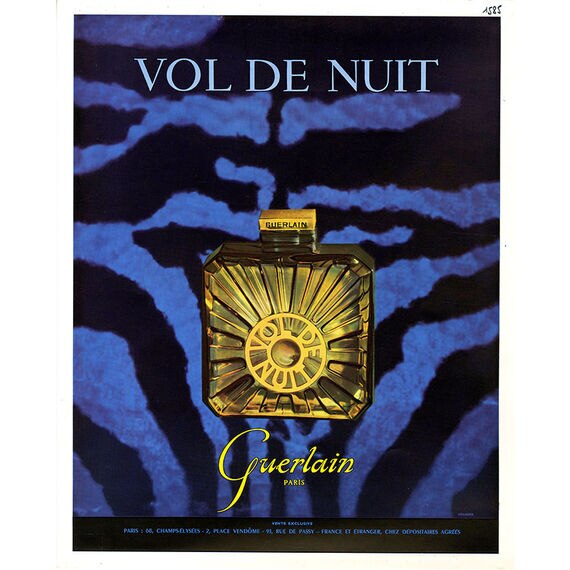 1585
VOL DE NUIT
GUERLAIN
VOL DE
NUIT
Guerlain
PARIS
VENTE EXCLUSIVE
PARIS : 68, CHAMPS-ÉLYSÉES - 2, PLACE VENDÔME - 93, RUE DE PASSY - FRANCE ET ÉTRANGER, CHEZ DÉPOSITAIRES AGRÉÉS